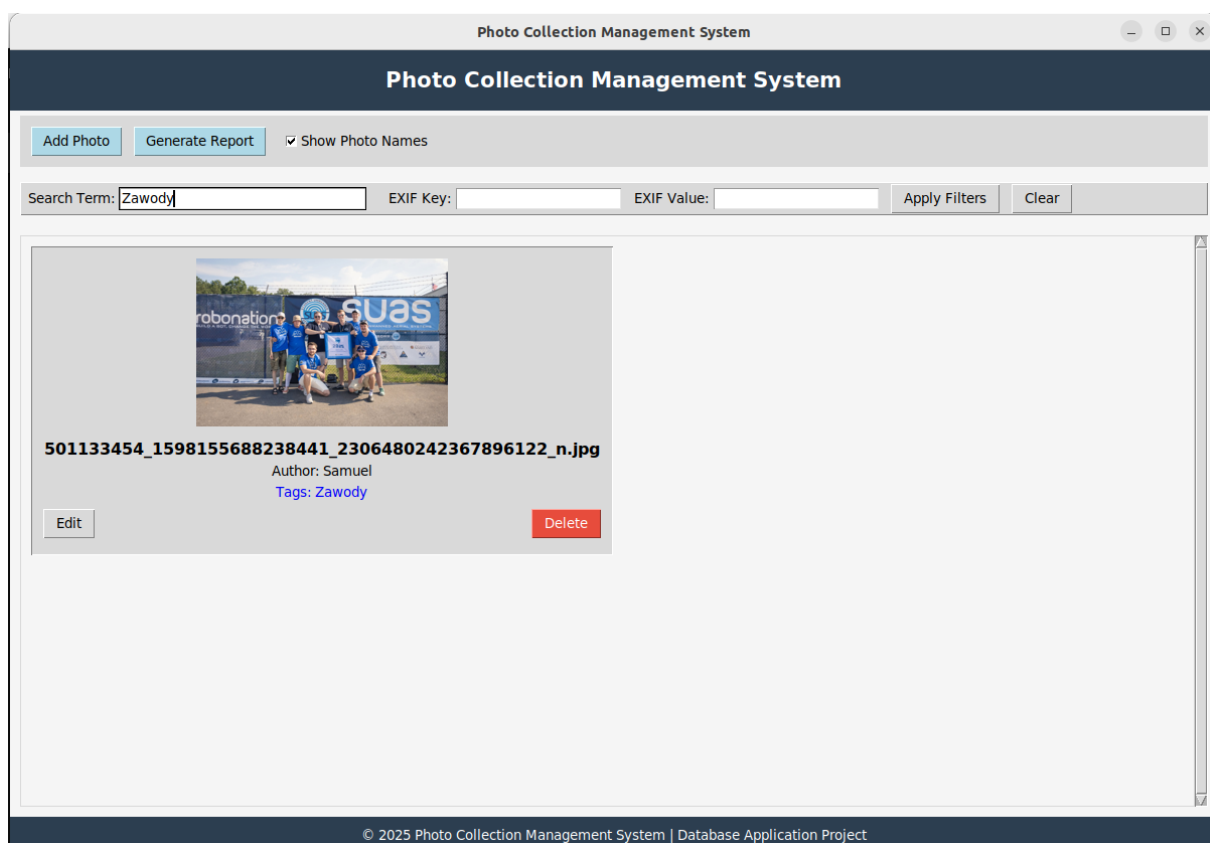 Photo Collection Management System
Photo Collection Management System
Add Photo Generate Report Show Photo Names
Search Term: Zawody EXIF Key: EXIF Value: Apply Filters Clear
robonation
SUAS
501133454_1598155688238441_2306480242367896122_n.jpg
Author: Samuel
Tags: Zawody
Edit Delete
© 2025 Photo Collection Management System | Database Application Project